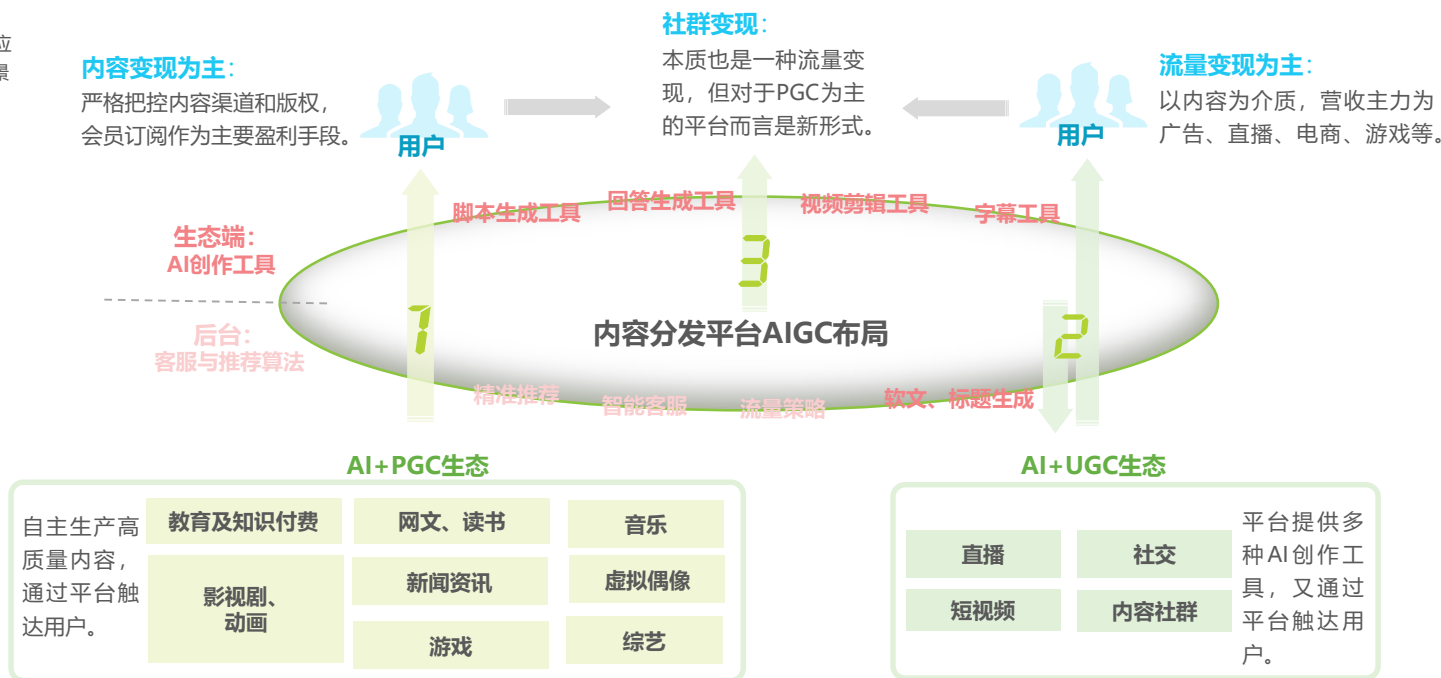 应
景
内容变现为主：
严格把控内容渠道和版权，
会员订阅作为主要盈利手段。
用户
社群变现：
本质也是一种流量变
现，但对于PGC为主
的平台而言是新形式。
用户
流量变现为主：
以内容为介质，营收主力为
广告、直播、电商、游戏等。
脚本生成工具
回答生成工具
视频剪辑工具
字幕工具
生态端：
AI创作工具
后台：
客服与推荐算法
1
3
2
内容分发平台AIGC布局
精准推荐
智能客服
流量策略
软文、标题生成
AI+PGC生态
自主生产高
质量内容，
通过平台触
达用户。
教育及知识付费
网文、读书
音乐
影视剧、
动画
新闻资讯
虚拟偶像
游戏
综艺
AI+UGC生态
直播
社交
短视频
内容社群
平台提供多
种AI创作工
具，又通过
平台触达用
户。